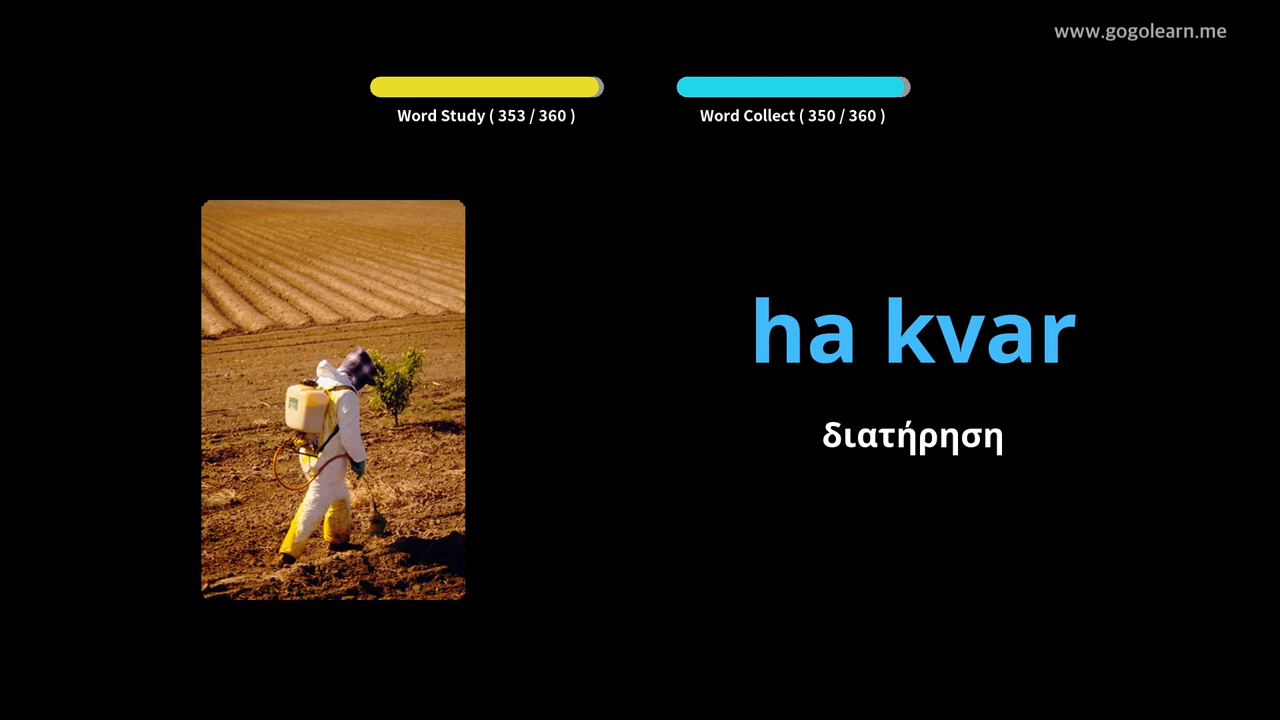 www.gogolearn.me
Word Study ( 353 / 360 )
Word Collect ( 350 / 360 )
ha kvar
διατήρηση